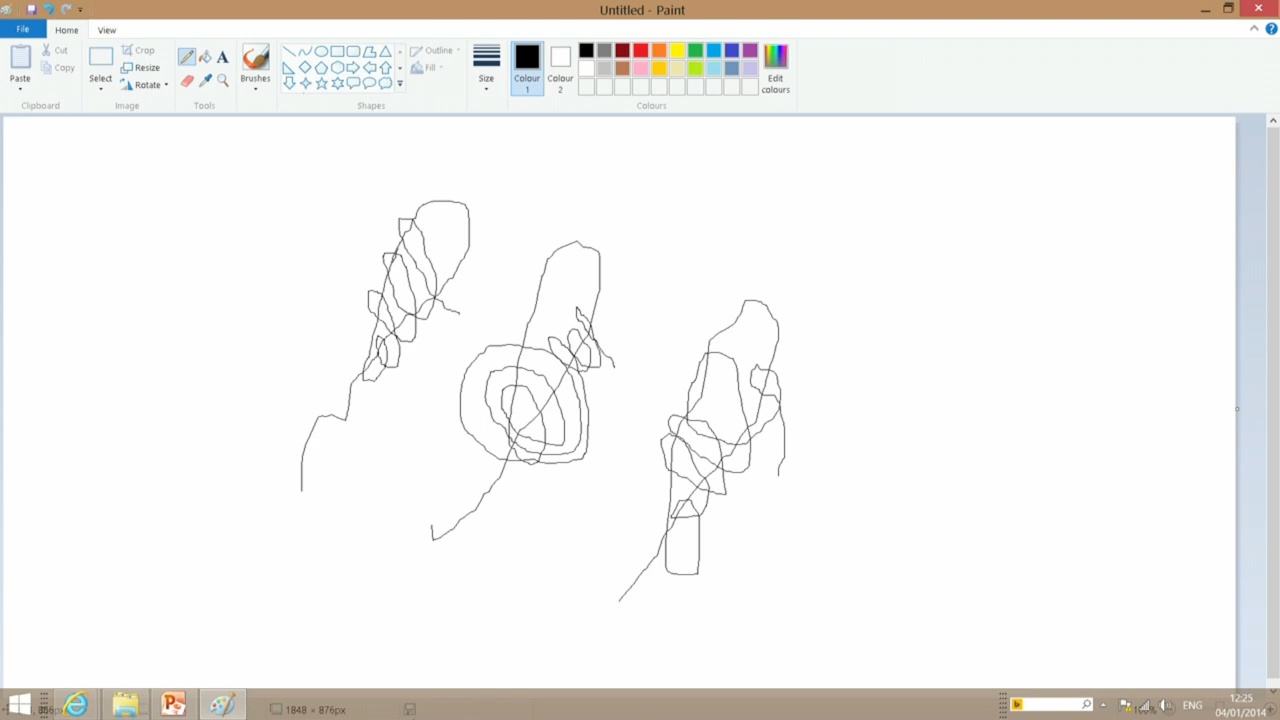 Untitled - Paint
File Home View
Paste
Cut
Copy
Clipboard
Select
Crop
Resize
Rotate
Image
Tools
Brushes
Shapes
Outline
Fill
Size
Colour 1
Colour 2
Edit colours
Colours
1848 × 876px
ENG
12:25
04/01/2014